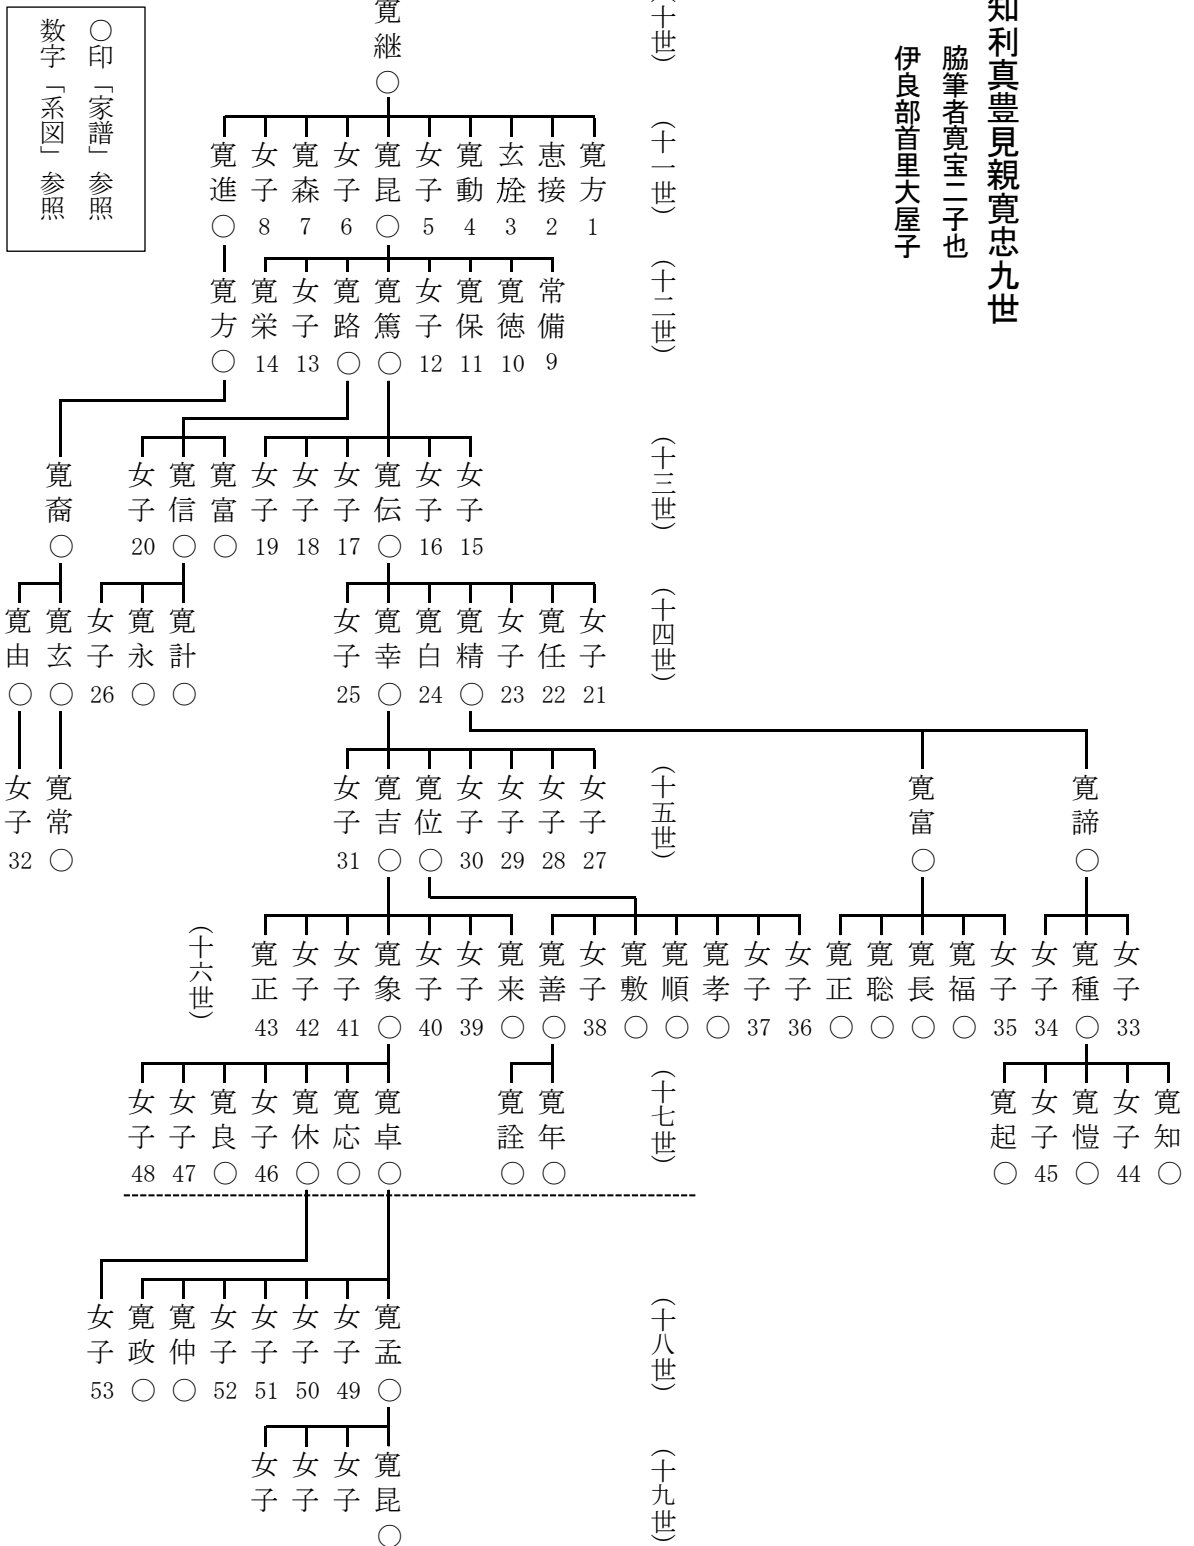 知利真豊見親寛忠九世
脇筆者寛宝二子也
伊良部首里大屋子
(十世)
寛継 ○
(十一世)
寛方 1
恵接 2
玄〓 3
寛動 4
女子 5
寛昆 ○
女子 6
寛森 7
女子 8
寛進 ○
(十二世)
常備 9
寛徳 10
寛保 11
女子 12
寛篤 ○
寛路 ○
女子 13
寛栄 14
寛方 ○
(十三世)
女子 15
女子 16
寛伝 ○
女子 17
女子 18
女子 19
寛富 ○
寛信 ○
女子 20
寛裔 ○
(十四世)
女子 21
寛任 22
女子 23
寛精 ○
寛白 24
寛幸 ○
女子 25
寛計 ○
寛永 ○
女子 26
寛玄 ○
寛由 ○
(十五世)
寛諦 ○
寛富 ○
女子 27
女子 28
女子 29
女子 30
寛位 ○
寛吉 ○
女子 31
寛常 ○
女子 32
(十六世)
女子 33
寛種 ○
女子 34
女子 35
寛福 ○
寛長 ○
寛聡 ○
寛正 ○
女子 36
女子 37
寛孝 ○
寛順 ○
寛敷 ○
女子 38
寛善 ○
寛来 ○
女子 39
女子 40
寛象 ○
女子 41
女子 42
寛正 43
(十七世)
寛知 ○
女子 44
寛愷 ○
女子 45
寛起 ○
寛年 ○
寛詮 ○
寛卓 ○
寛応 ○
寛休 ○
女子 46
寛良 ○
女子 47
女子 48
(十八世)
寛孟 ○
女子 49
女子 50
女子 51
女子 52
寛仲 ○
寛政 ○
女子 53
(十九世)
寛昆 ○
女子
女子
女子
○印「家譜」参照
数字「系図」参照